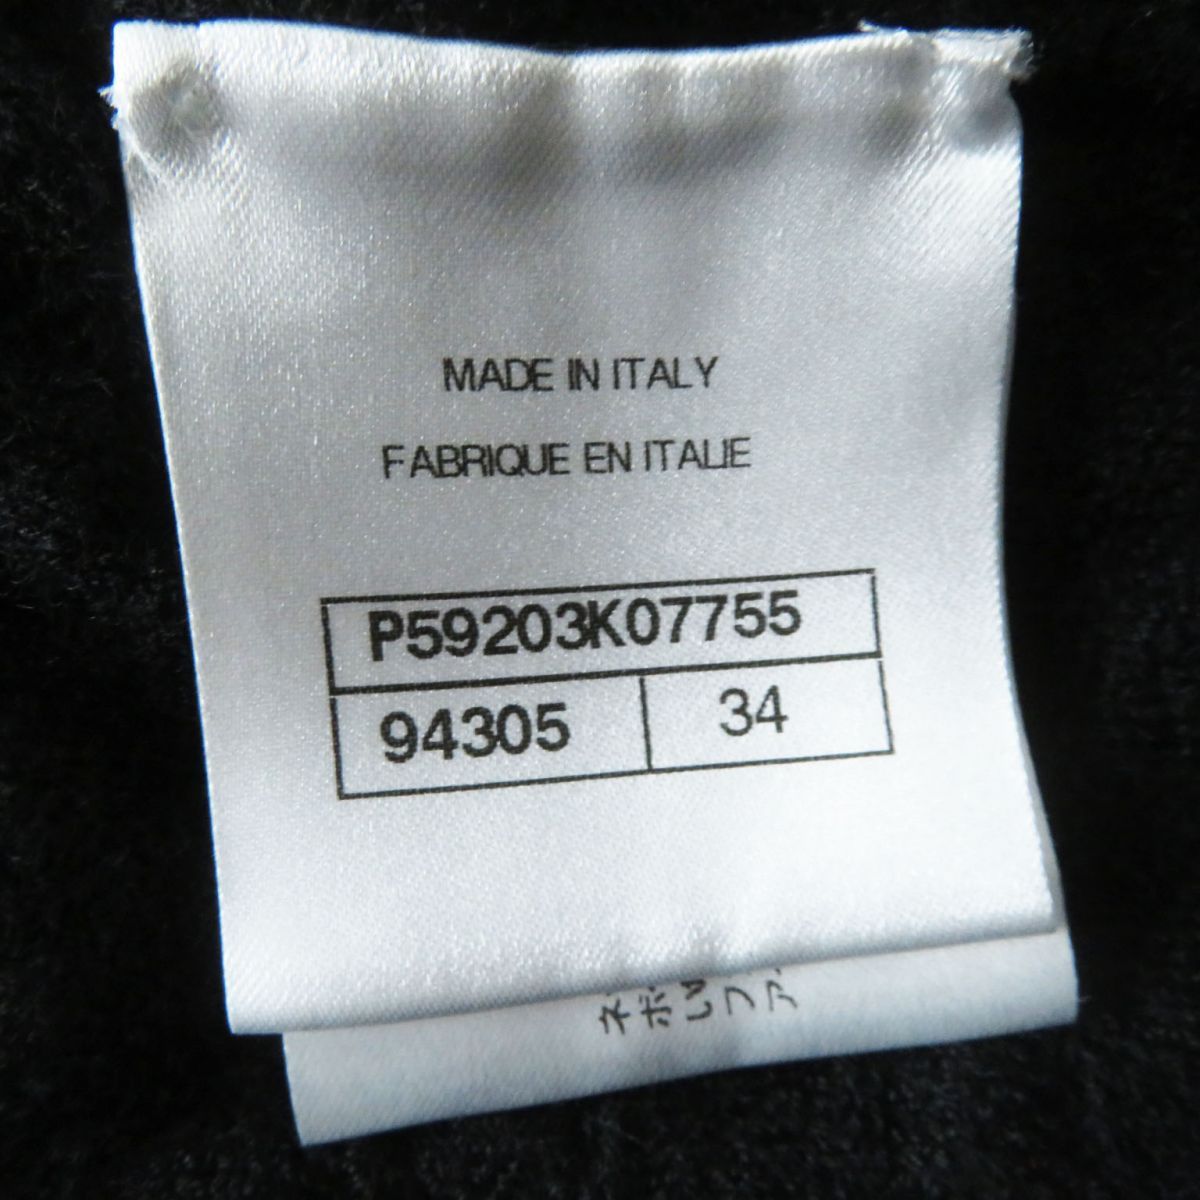 MADE IN ITALY
FABRIQUE EN ITALIE
P59203K07755
94305 34